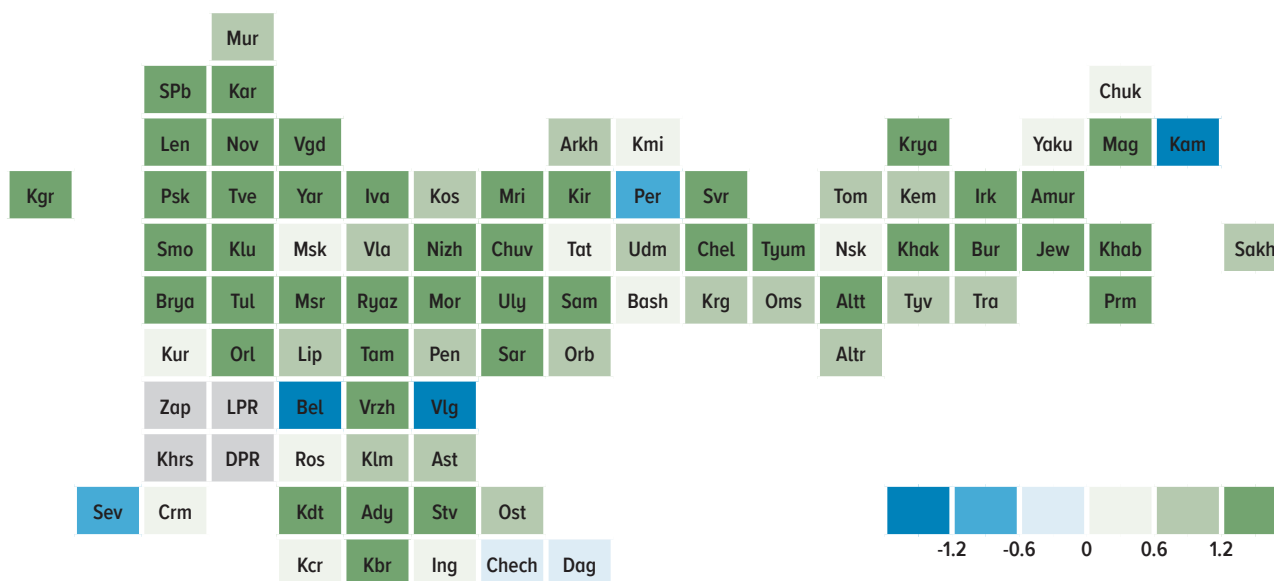 Mur
SPb Kar Chuk
Len Nov Vgd Arkh Kmi Krya Yaku Mag Kam
Kgr Psk Tve Yar Iva Kos Mri Kir Per Svr Tom Kem Irk Amur
Smo Klu Msk Vla Nizh Chuv Tat Udm Chel Tyum Nsk Khak Bur Jew Khab Sakh
Brya Tul Msr Ryaz Mor Uly Sam Bash Krg Oms Altt Tyv Tra Prm
Kur Orl Lip Tam Pen Sar Orb Altr
Zap LPR Bel Vrzh Vlg
Khrs DPR Ros Klm Ast
Sev Crm Kdt Ady Stv Ost
-1.2 -0.6 0 0.6 1.2
Kcr Kbr Ing Chech Dag